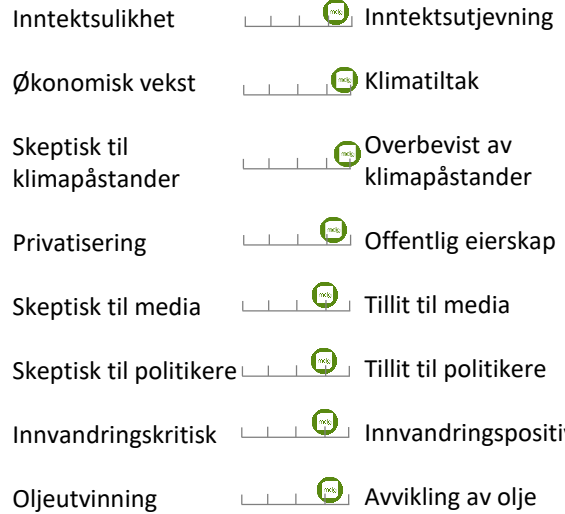 Inntektsulikhet Inntektsutjevning
Økonomisk vekst mdg Klimatiltak
Skeptisk til Overbevist av
klimapåstander klimapåstander
Privatisering Offentlig eierskap
Skeptisk til media Tillit til media
Skeptisk til politikere Tillit til politikere
Innvandringskritisk Innvandringspositiv
Oljeutvinning Avvikling av olje